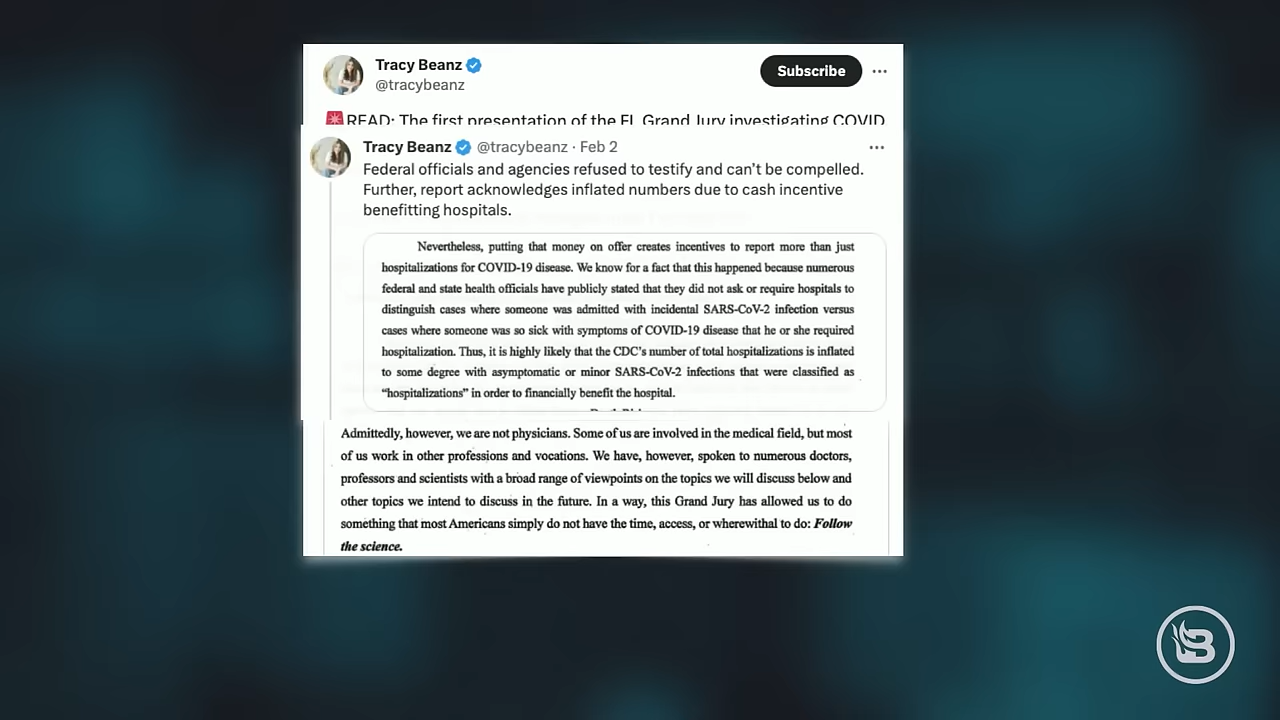 Tracy Beanz
@tracybeanz
Subscribe
READ: The first presentation of the FL Grand Jury investigating COVID
Tracy Beanz @tracybeanz · Feb 2
Federal officials and agencies refused to testify and can’t be compelled.
Further, report acknowledges inflated numbers due to cash incentive
benefitting hospitals.
Nevertheless, putting that money on offer creates incentives to report more than just
hospitalizations for COVID-19 disease. We know for a fact that this happened because numerous
federal and state health officials have publicly stated that they did not ask or require hospitals to
distinguish cases where someone was admitted with incidental SARS-CoV-2 infection versus
cases where someone was so sick with symptoms of COVID-19 disease that he or she required
hospitalization. Thus, it is highly likely that the CDC’s number of total hospitalizations is inflated
to some degree with asymptomatic or minor SARS-CoV-2 infections that were classified as
“hospitalizations” in order to financially benefit the hospital.
Admittedly, however, we are not physicians. Some of us are involved in the medical field, but most
of us work in other professions and vocations. We have, however, spoken to numerous doctors,
professors and scientists with a broad range of viewpoints on the topics we will discuss below and
other topics we intend to discuss in the future. In a way, this Grand Jury has allowed us to do
something that most Americans simply do not have the time, access, or wherewithal to do: Follow
the science.
B